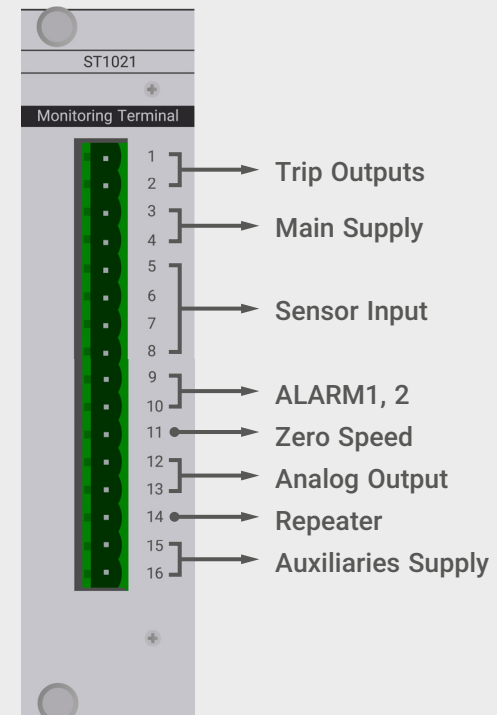 ST1021
Monitoring Terminal
1
2
Trip Outputs
3
4
Main Supply
5
6
7
8
Sensor Input
9
10
ALARM1, 2
11
Zero Speed
12
13
Analog Output
14
Repeater
15
16
Auxiliaries Supply